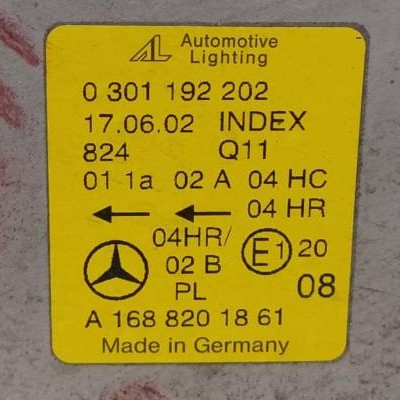 AL Automotive
Lighting
0 301 192 202
17.06.02 INDEX
824 Q11
01 1a 02 A 04 HC
04 HR
04HR/ E1 20
02 B
PL 08
A 168 820 18 61
Made in Germany